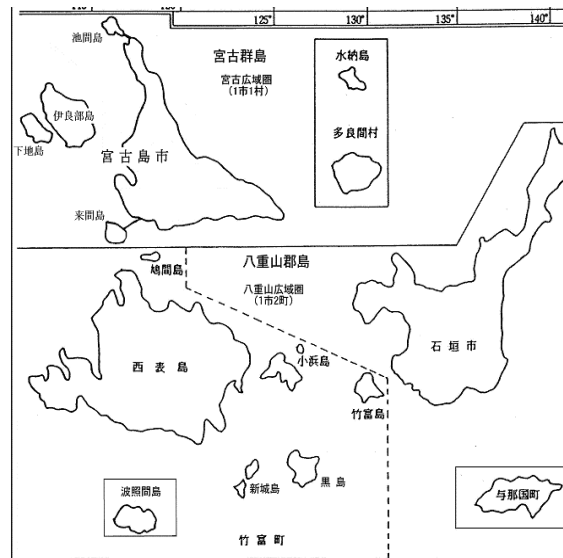 125°
130°
135°
140°
池間島
宮古群島
宮古広域圏
(1市1村)
水納島
伊良部島
多良間村
下地島
宮古島市
来間島
鳩間島
八重山郡島
八重山広域圏
(1市2町)
西表島
小浜島
石垣市
竹富島
新城島
黒島
波照間島
与那国町
竹富町